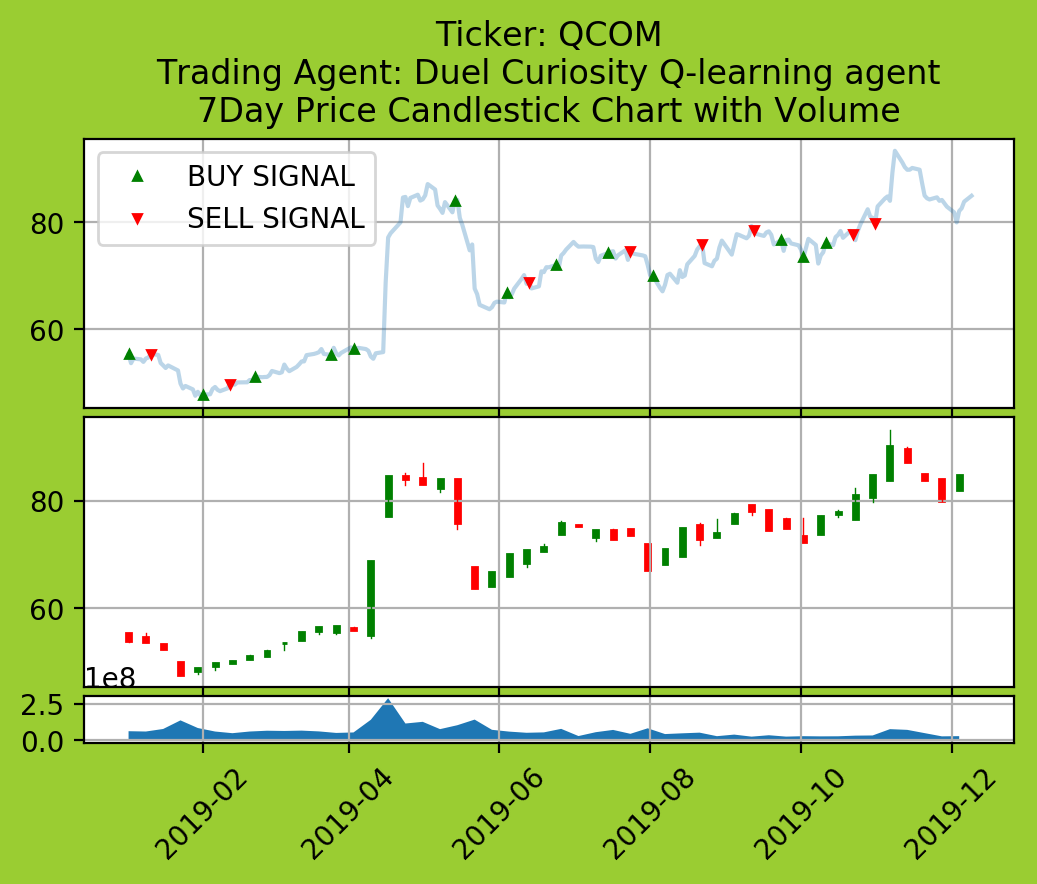 Ticker: QCOM
Trading Agent: Duel Curiosity Q-learning agent
7Day Price Candlestick Chart with Volume
BUY SIGNAL
SELL SIGNAL
80
60
80
60
1e8
2.5
0.0
2019-02
2019-04
2019-06
2019-08
2019-10
2019-12